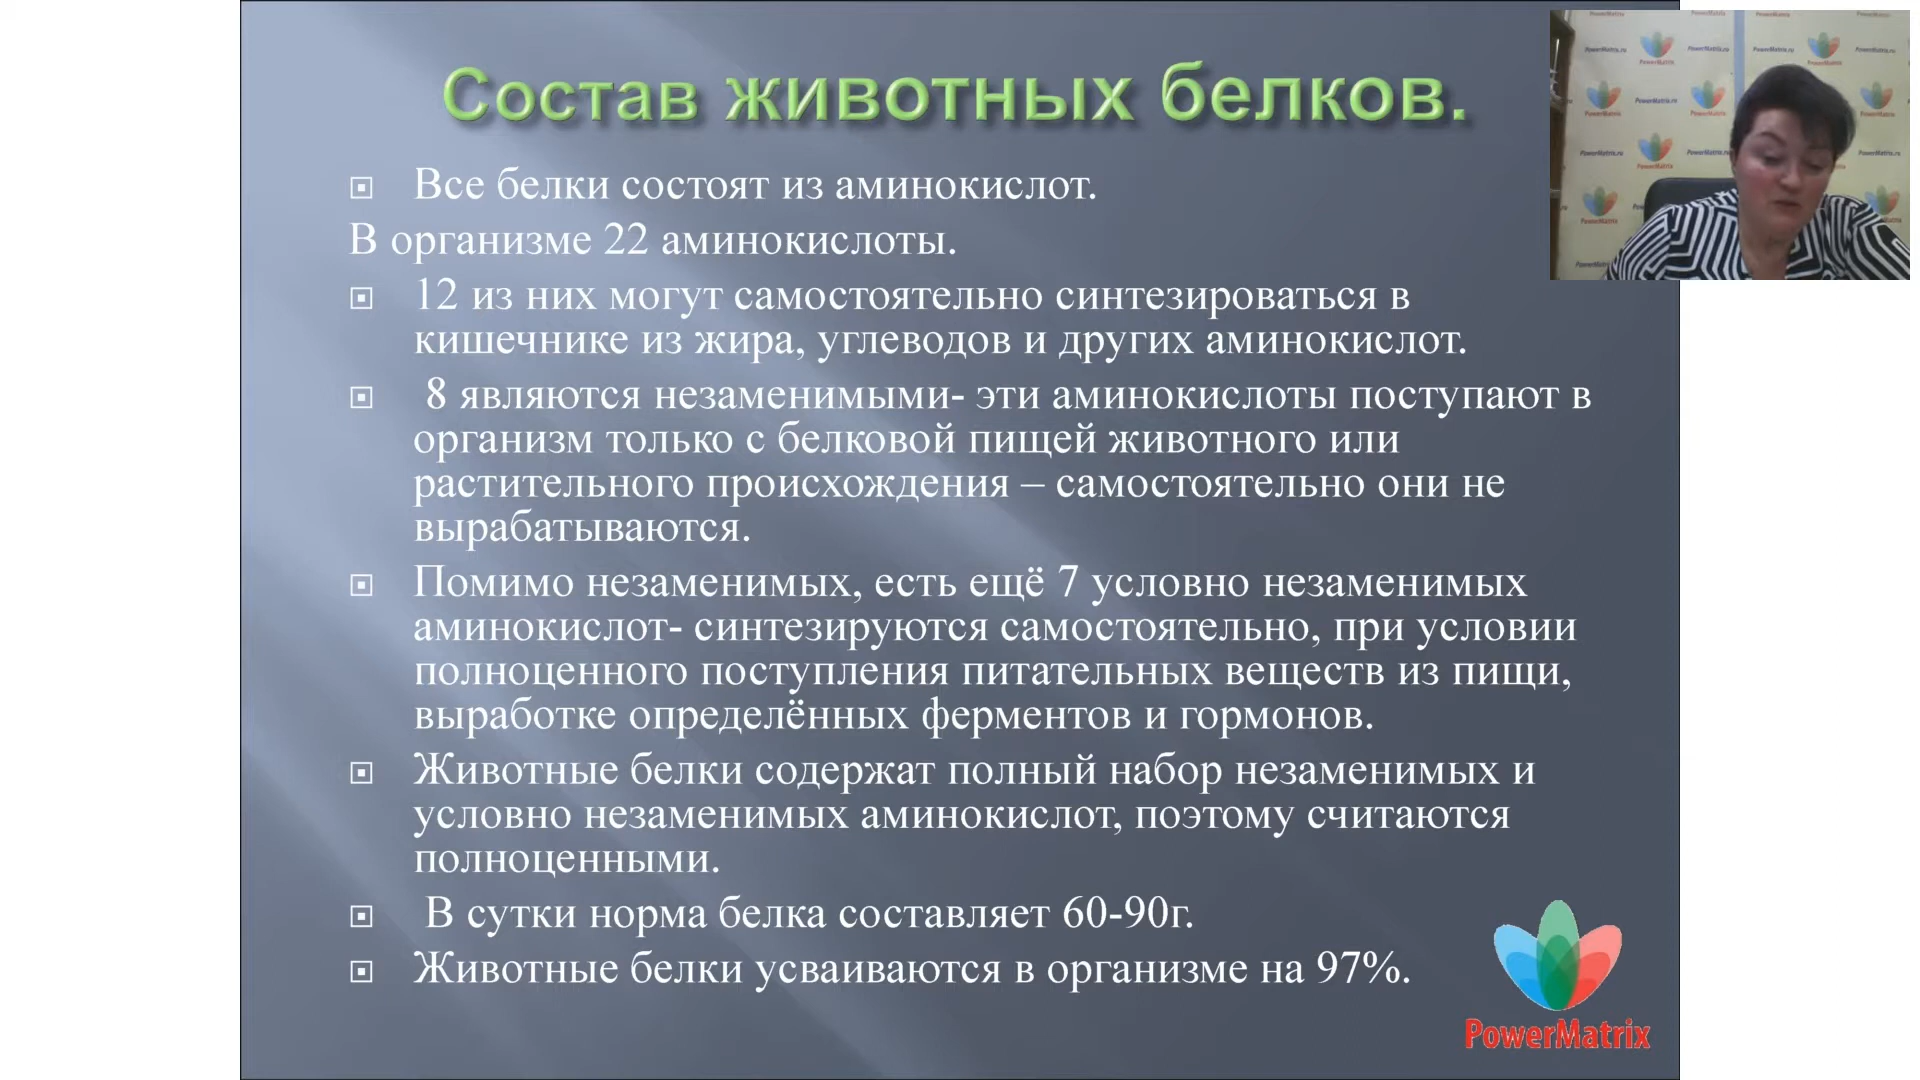 Состав животных белков.
Все белки состоят из аминокислот.
В организме 22 аминокислоты.
12 из них могут самостоятельно синтезироваться в
кишечнике из жира, углеводов и других аминокислот.
8 являются незаменимыми- эти аминокислоты поступают в
организм только с белковой пищей животного или
растительного происхождения – самостоятельно они не
вырабатываются.
Помимо незаменимых, есть ещё 7 условно незаменимых
аминокислот- синтезируются самостоятельно, при условии
полноценного поступления питательных веществ из пищи,
выработке определённых ферментов и гормонов.
Животные белки содержат полный набор незаменимых и
условно незаменимых аминокислот, поэтому считаются
полноценными.
В сутки норма белка составляет 60-90г.
Животные белки усваиваются в организме на 97%.
PowerMatrix